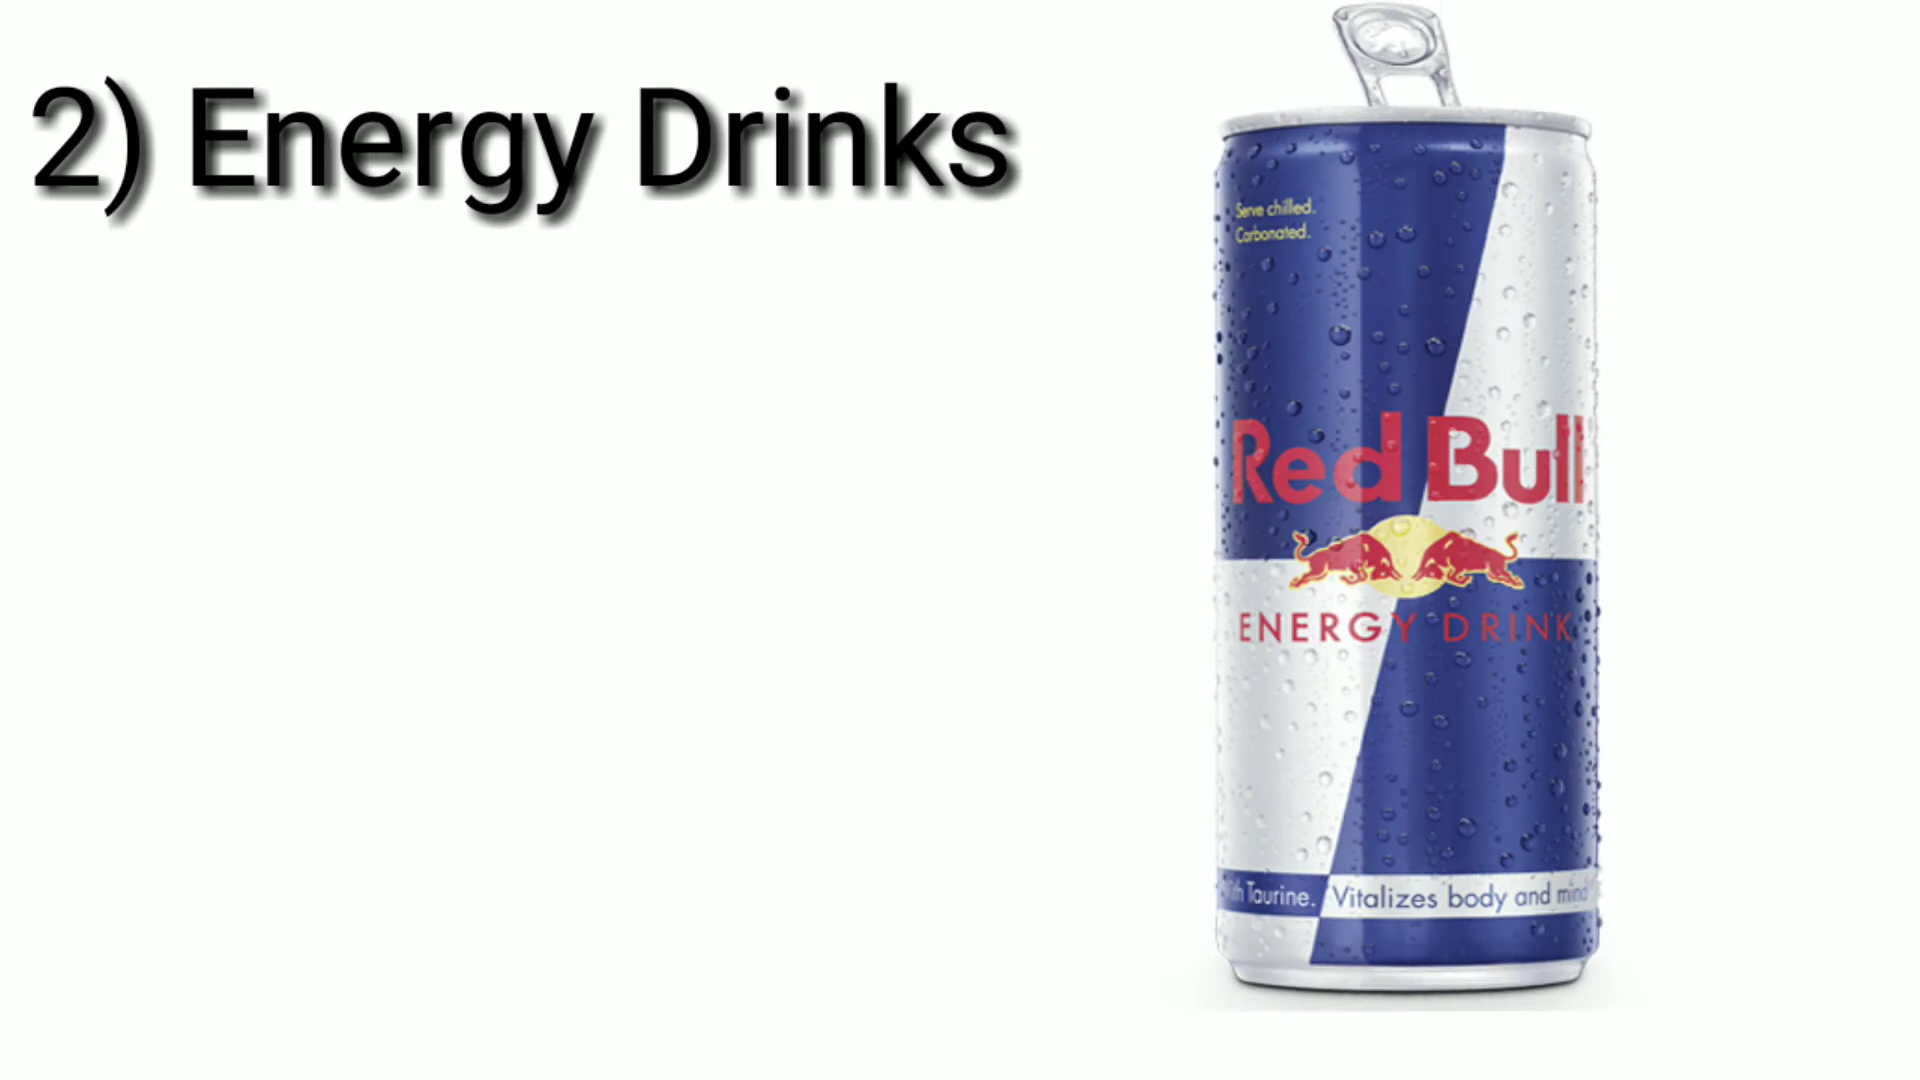 2) Energy Drinks
Serve chilled.
Carbonated.
Red Bull
ENERGY DRINK
Taurine. Vitalizes body and mind